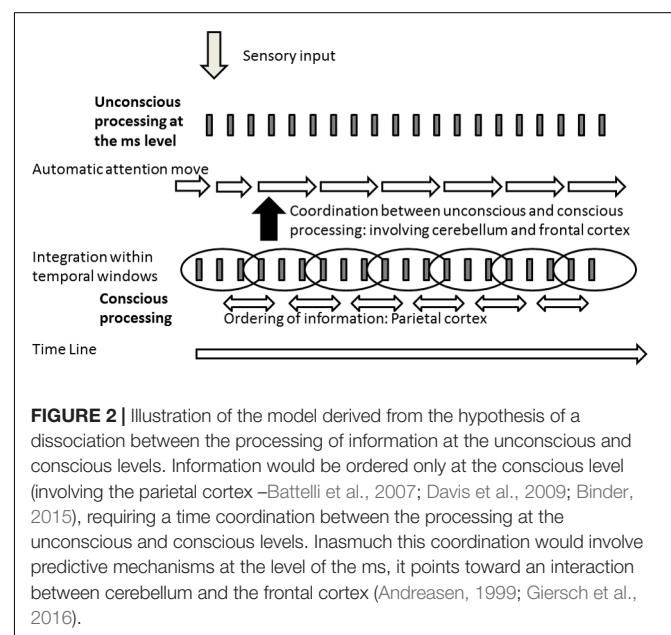 Sensory input
Unconscious
processing at
the ms level
Automatic attention move
Coordination between unconscious and conscious
processing: involving cerebellum and frontal cortex
Integration within
temporal windows
Conscious
processing
Ordering of information: Parietal cortex
Time Line
FIGURE 2 | Illustration of the model derived from the hypothesis of a
dissociation between the processing of information at the unconscious and
conscious levels. Information would be ordered only at the conscious level
(involving the parietal cortex –Battelli et al., 2007; Davis et al., 2009; Binder,
2015), requiring a time coordination between the processing at the
unconscious and conscious levels. Inasmuch this coordination would involve
predictive mechanisms at the level of the ms, it points toward an interaction
between cerebellum and the frontal cortex (Andreasen, 1999; Giersch et al.,
2016).